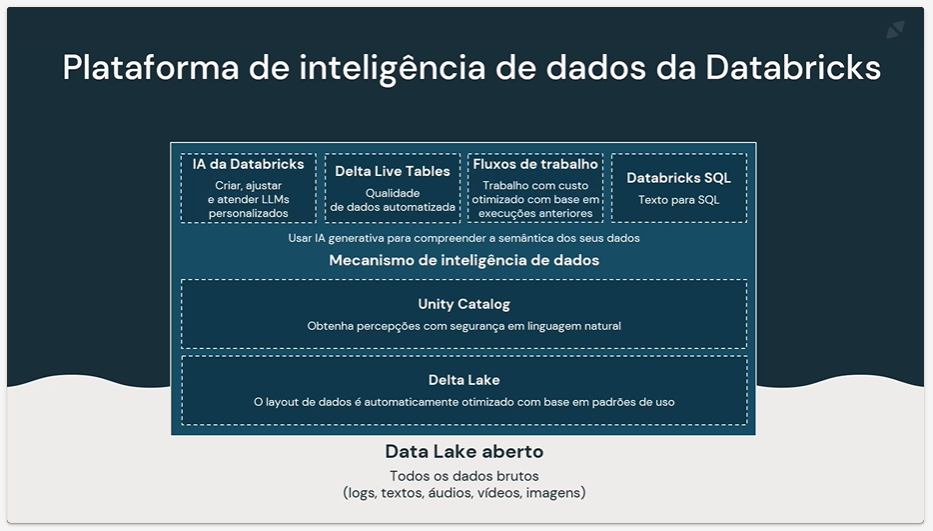 Plataforma de inteligência de dados da Databricks
IA da Databricks
Criar, ajustar
e atender LLMs
personalizados
Delta Live Tables
Qualidade
de dados automatizada
Fluxos de trabalho
Trabalho com custo
otimizado com base em
execuções anteriores
Databricks SQL
Texto para SQL
Usar IA generativa para compreender a semântica dos seus dados
Mecanismo de inteligência de dados
Unity Catalog
Obtenha percepções com segurança em linguagem natural
Delta Lake
O layout de dados é automaticamente otimizado com base em padrões de uso
Data Lake aberto
Todos os dados brutos
(logs, textos, áudios, vídeos, imagens)